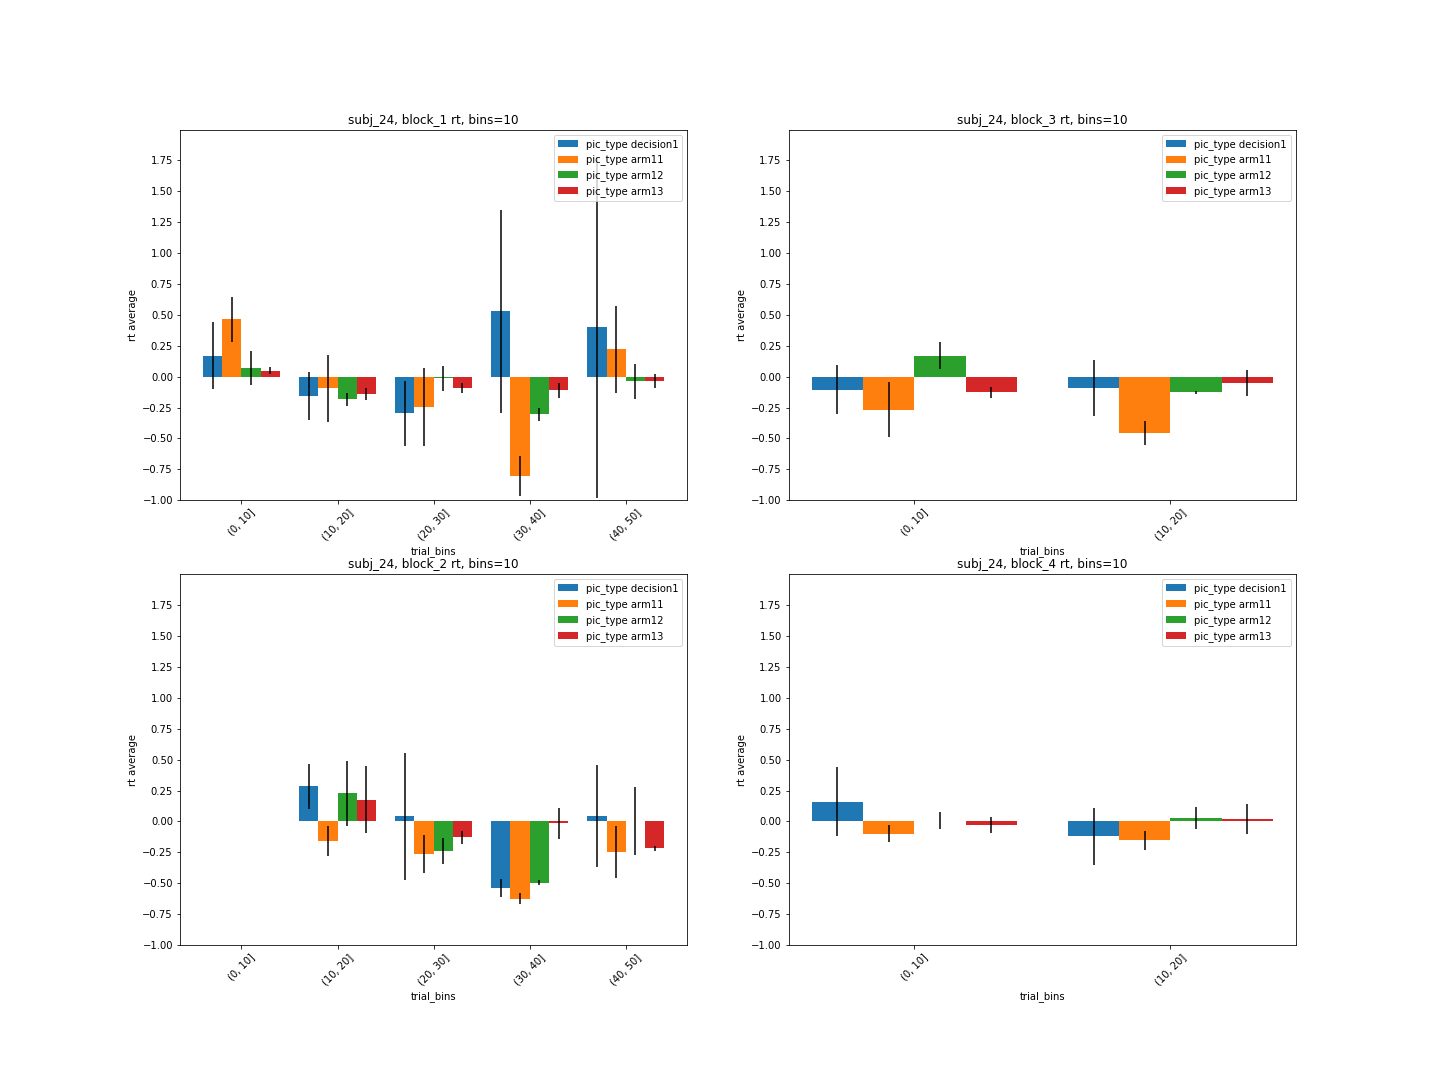 subj_24, block_1 rt, bins=10
pic_type decision1
pic_type arm11
pic_type arm12
pic_type arm13
1.75
1.50
1.25
1.00
0.75
0.50
0.25
0.00
−0.25
−0.50
−0.75
−1.00
rt average
(0, 10]
(10, 20]
(20, 30]
(30, 40]
(40, 50]
trial_bins
subj_24, block_3 rt, bins=10
pic_type decision1
pic_type arm11
pic_type arm12
pic_type arm13
1.75
1.50
1.25
1.00
0.75
0.50
0.25
0.00
−0.25
−0.50
−0.75
−1.00
rt average
(0, 10]
(10, 20]
trial_bins
subj_24, block_2 rt, bins=10
pic_type decision1
pic_type arm11
pic_type arm12
pic_type arm13
1.75
1.50
1.25
1.00
0.75
0.50
0.25
0.00
−0.25
−0.50
−0.75
−1.00
rt average
(0, 10]
(10, 20]
(20, 30]
(30, 40]
(40, 50]
trial_bins
subj_24, block_4 rt, bins=10
pic_type decision1
pic_type arm11
pic_type arm12
pic_type arm13
1.75
1.50
1.25
1.00
0.75
0.50
0.25
0.00
−0.25
−0.50
−0.75
−1.00
rt average
(0, 10]
(10, 20]
trial_bins